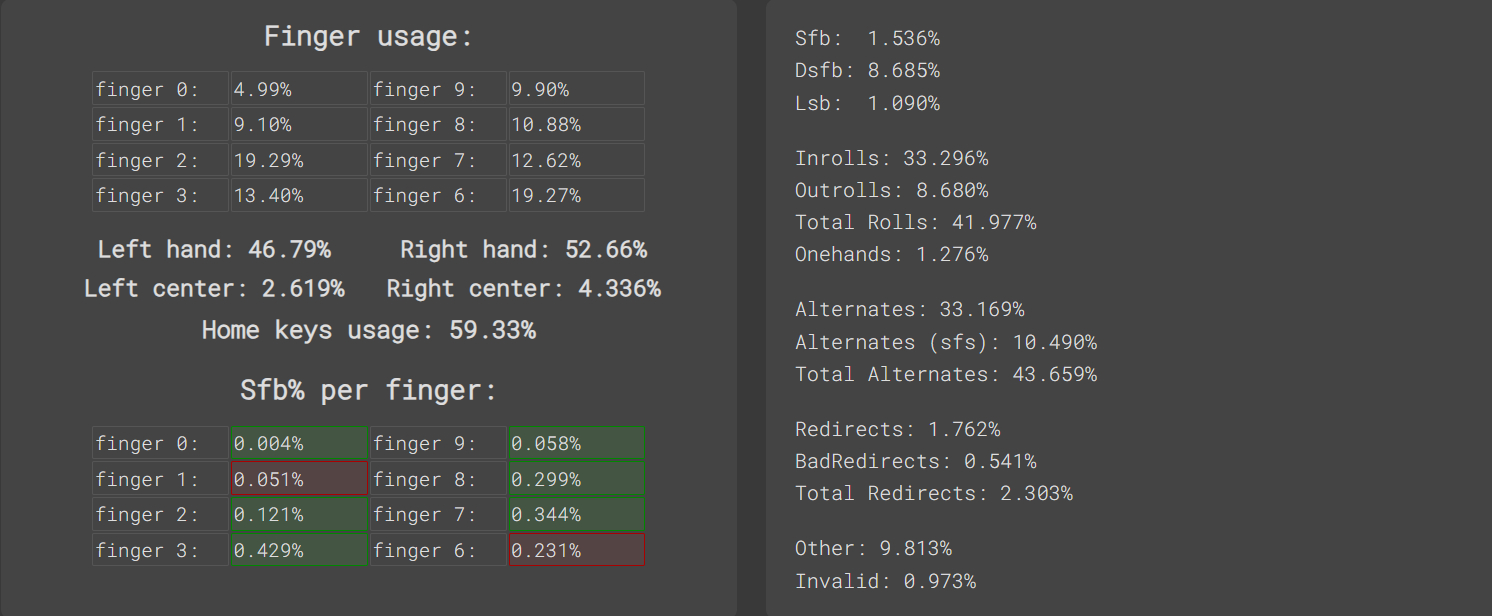 Finger usage:
finger 0: 4.99% finger 9: 9.90%
finger 1: 9.10% finger 8: 10.88%
finger 2: 19.29% finger 7: 12.62%
finger 3: 13.40% finger 6: 19.27%
Left hand: 46.79% Right hand: 52.66%
Left center: 2.619% Right center: 4.336%
Home keys usage: 59.33%
Sfb% per finger:
finger 0: 0.004% finger 9: 0.058%
finger 1: 0.051% finger 8: 0.299%
finger 2: 0.121% finger 7: 0.344%
finger 3: 0.429% finger 6: 0.231%
Sfb: 1.536%
Dsfb: 8.685%
Lsb: 1.090%
Inrolls: 33.296%
Outrolls: 8.680%
Total Rolls: 41.977%
Onehands: 1.276%
Alternates: 33.169%
Alternates (sfs): 10.490%
Total Alternates: 43.659%
Redirects: 1.762%
BadRedirects: 0.541%
Total Redirects: 2.303%
Other: 9.813%
Invalid: 0.973%